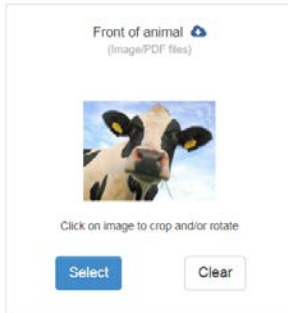 Front of animal
(Image/PDF files)
Click on image to crop and/or rotate
Select
Clear